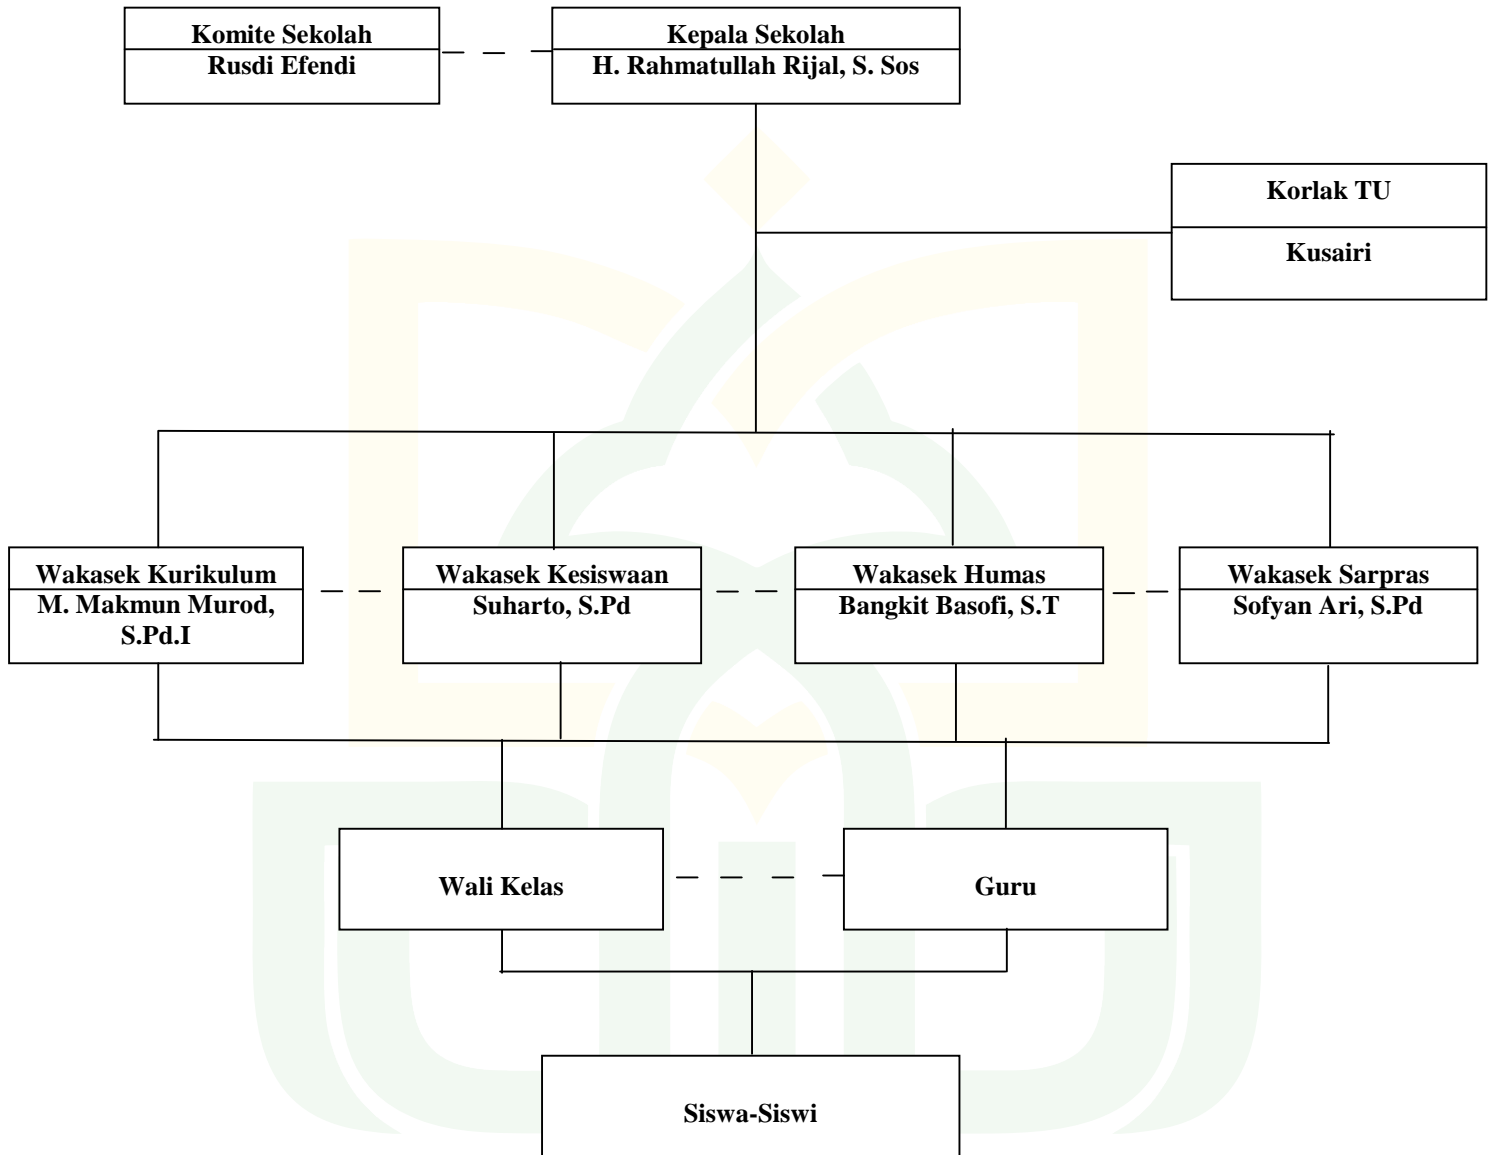 Komite Sekolah
Rusdi Efendi
Kepala Sekolah
H. Rahmatullah Rijal, S. Sos
Korlak TU
Kusairi
Wakasek Kurikulum
M. Makmun Murod,
S.Pd.I
Wakasek Kesiswaan
Suharto, S.Pd
Wakasek Humas
Bangkit Basofi, S.T
Wakasek Sarpras
Sofyan Ari, S.Pd
Wali Kelas
Guru
Siswa-Siswi